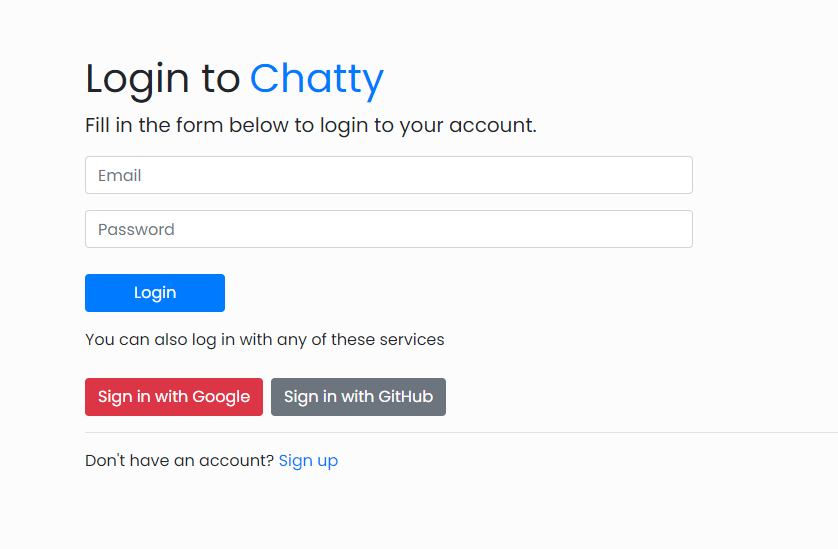 Login to Chatty
Fill in the form below to login to your account.
Email
Password
Login
You can also log in with any of these services
Sign in with Google Sign in with GitHub
Don't have an account? Sign up